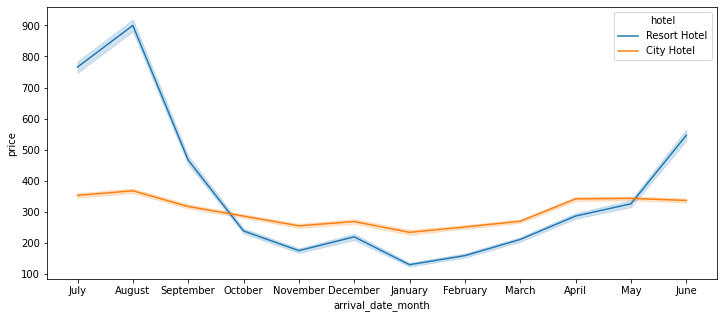 hotel
Resort Hotel
City Hotel
price
900
800
700
600
500
400
300
200
100
July August September October November December January February March April May June
arrival_date_month